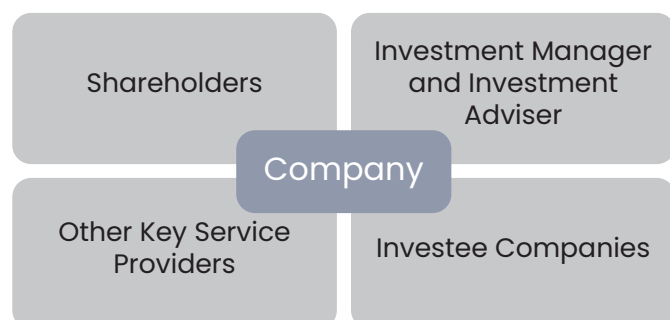 Shareholders
Investment Manager
and Investment
Adviser
Company
Other Key Service
Providers
Investee Companies